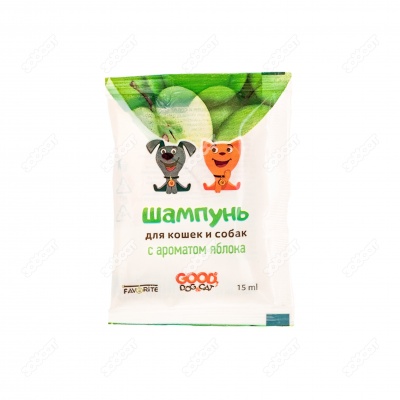 шампунь
для кошек и собак
с ароматом яблока
GOOD
DOG&CAT
FAVORITE
15 ml